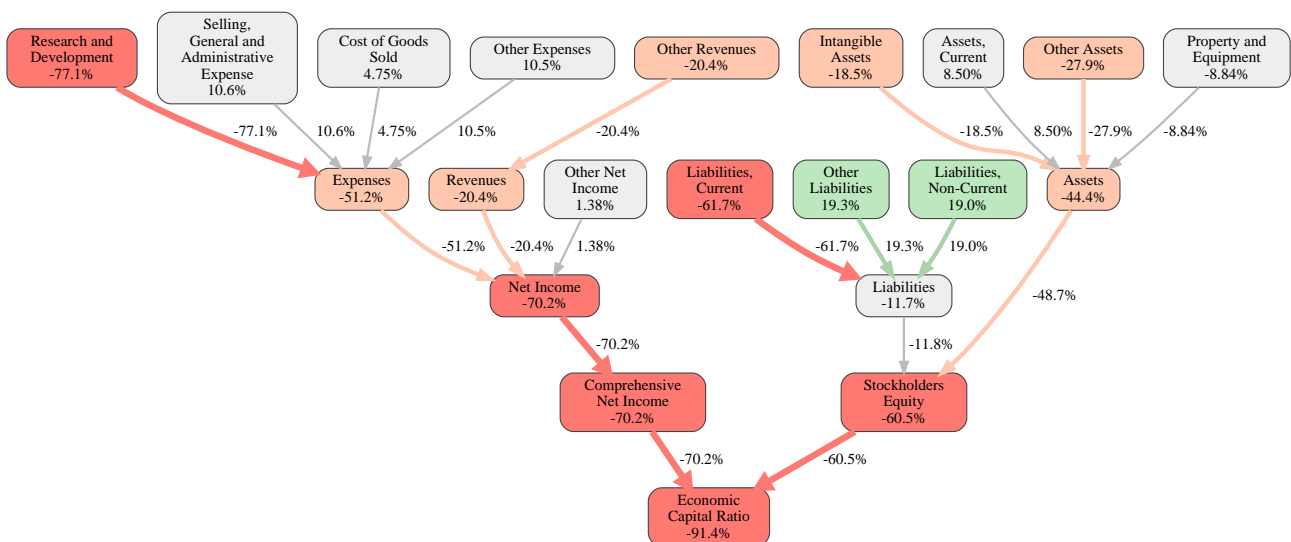 Research and
Development
-77.1%
Selling,
General and
Administrative
Expense
10.6%
Cost of Goods
Sold
4.75%
Other Expenses
10.5%
Other Revenues
-20.4%
Intangible
Assets
-18.5%
Assets,
Current
8.50%
Other Assets
-27.9%
Property and
Equipment
-8.84%
-77.1%
10.6%
4.75%
10.5%
-20.4%
-18.5%
8.50%
-27.9%
-8.84%
Expenses
-51.2%
Revenues
-20.4%
Other Net
Income
1.38%
Liabilities,
Current
-61.7%
Other
Liabilities
19.3%
Liabilities,
Non-Current
19.0%
Assets
-44.4%
-51.2%
-20.4%
1.38%
-61.7%
19.3%
19.0%
-48.7%
Net Income
-70.2%
Liabilities
-11.7%
-70.2%
-11.8%
Comprehensive
Net Income
-70.2%
Stockholders
Equity
-60.5%
-70.2%
-60.5%
Economic
Capital Ratio
-91.4%